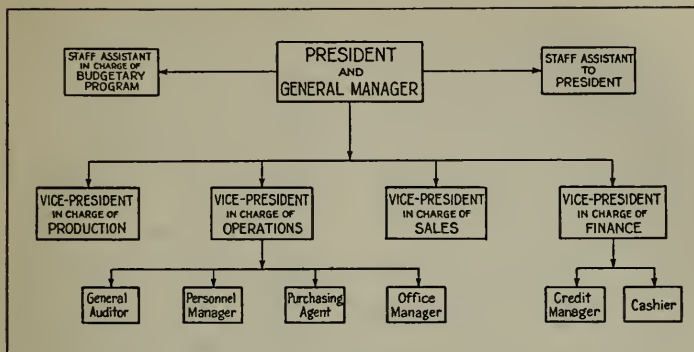 STAFF ASSISTANT
IN CHARGE OF
BUDGETARY
PROGRAM
PRESIDENT
AND
GENERAL MANAGER
STAFF ASSISTANT
TO
PRESIDENT
VICE-PRESIDENT
IN CHARGE OF
PRODUCTION
VICE-PRESIDENT
IN CHARGE OF
OPERATIONS
VICE-PRESIDENT
IN CHARGE OF
SALES
VICE-PRESIDENT
IN CHARGE OF
FINANCE
General
Auditor
Personnel
Manager
Purchasing
Agent
Office
Manager
Credit
Manager
Cashier